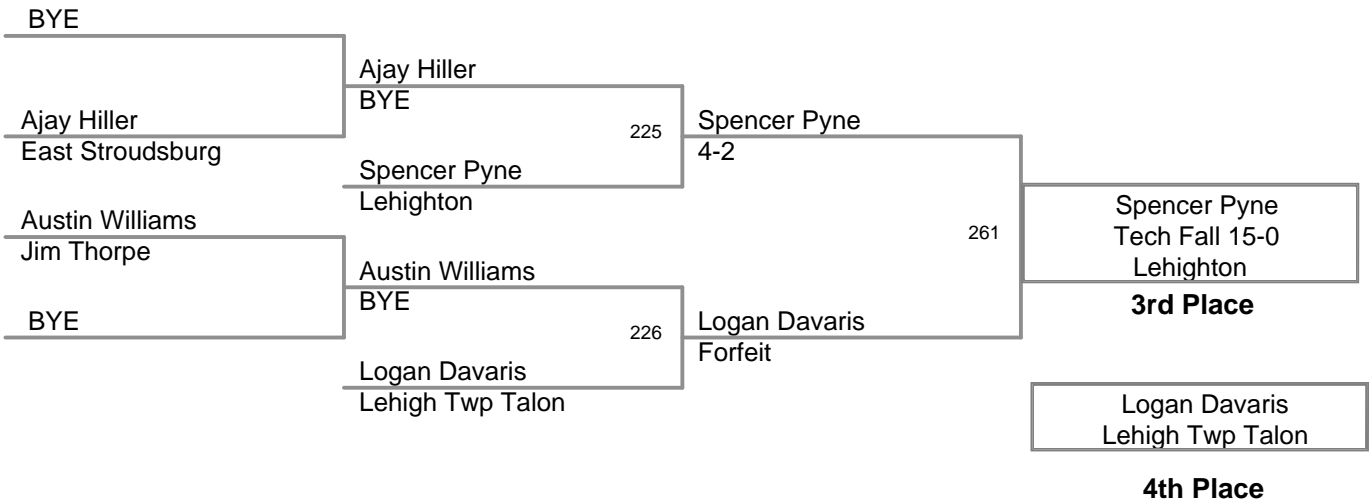 BYE
Ajay Hiller
East Stroudsburg
Austin Williams
Jim Thorpe
BYE
Ajay Hiller
BYE
225
Spencer Pyne
Lehighton
Austin Williams
BYE
226
Logan Davaris
Lehigh Twp Talon
Spencer Pyne
4-2
261
Logan Davaris
Forfeit
Spencer Pyne
Tech Fall 15-0
Lehighton
3rd Place
Logan Davaris
Lehigh Twp Talon
4th Place